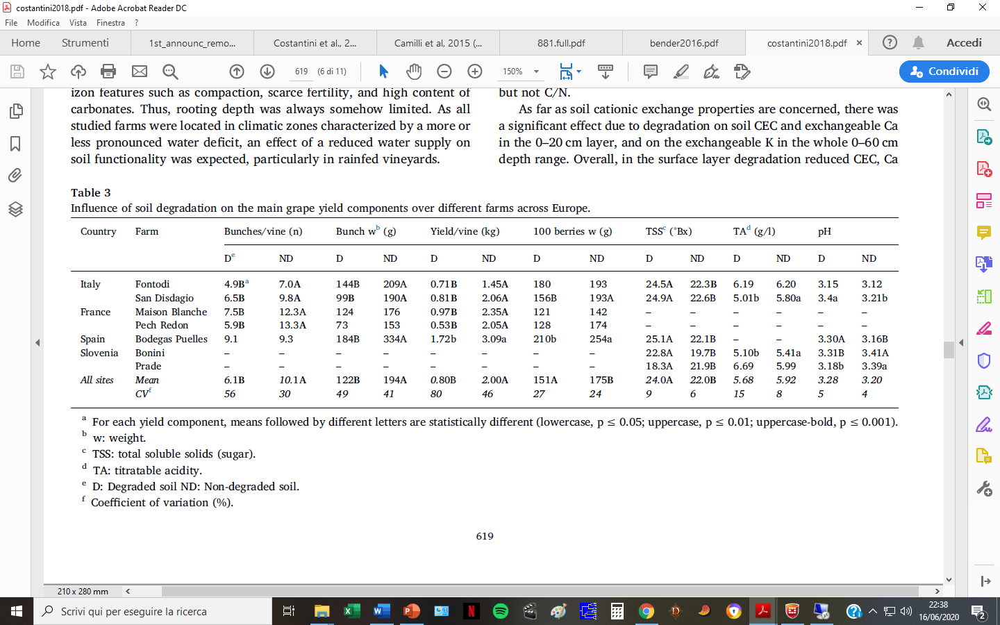 costantini2018.pdf - Adobe Acrobat Reader DC
File Modifica Vista Finestra ?
Home Strumenti 1st_announc_remo... Costantini et al., 2... Camilli et al, 2015 (... 881.full.pdf bender2016.pdf costantini2018.pdf × ? Accedi
619 (6 di 11) 150% Condividi
izon features such as compaction, scarce fertility, and high content of
carbonates. Thus, rooting depth was always somehow limited. As all
studied farms were located in climatic zones characterized by a more or
less pronounced water deficit, an effect of a reduced water supply on
soil functionality was expected, particularly in rainfed vineyards.
but not C/N.
As far as soil cationic exchange properties are concerned, there was
a significant effect due to degradation on soil CEC and exchangeable Ca
in the 0–20 cm layer, and on the exchangeable K in the whole 0–60 cm
depth range. Overall, in the surface layer degradation reduced CEC, Ca
Table 3
Influence of soil degradation on the main grape yield components over different farms across Europe.
Country Farm Bunches/vine (n) Bunch wb (g) Yield/vine (kg) 100 berries w (g) TSSc (°Bx) TAd (g/l) pH
De ND D ND D ND D ND D ND D ND D ND
Italy Fontodi 4.9Ba 7.0A 144B 209A 0.71B 1.45A 180 193 24.5A 22.3B 6.19 6.20 3.15 3.12
San Disdagio 6.5B 9.8A 99B 190A 0.81B 2.06A 156B 193A 24.9A 22.6B 5.01b 5.80a 3.4a 3.21b
France Maison Blanche 7.5B 12.3A 124 176 0.97B 2.35A 121 142 – – – – – –
Pech Redon 5.9B 13.3A 73 153 0.53B 2.05A 128 174 – – – – – –
Spain Bodegas Puelles 9.1 9.3 184B 334A 1.72b 3.09a 210b 254a 25.1A 22.1B – – 3.30A 3.16B
Slovenia Bonini – – – – – – – – 22.8A 19.7B 5.10b 5.41a 3.31B 3.41A
Prade – – – – – – – – 18.3A 21.9B 6.69 5.99 3.18b 3.39a
All sites Mean 6.1B 10.1A 122B 194A 0.80B 2.00A 151A 175B 24.0A 22.0B 5.68 5.92 3.28 3.20
CVf 56 30 49 41 80 46 27 24 9 6 15 8 5 4
a For each yield component, means followed by different letters are statistically different (lowercase, p ≤ 0.05; uppercase, p ≤ 0.01; uppercase-bold, p ≤ 0.001).
b w: weight.
c TSS: total soluble solids (sugar).
d TA: titratable acidity.
e D: Degraded soil ND: Non-degraded soil.
f Coefficient of variation (%).
619
210 x 280 mm
Scrivi qui per eseguire la ricerca
22:38
16/06/2020
2